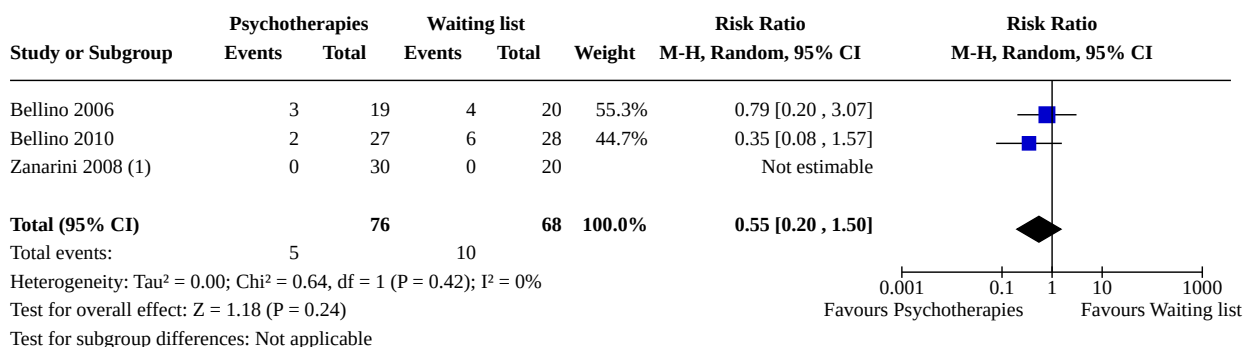 Psychotherapies Waiting list Risk Ratio Risk Ratio
Study or Subgroup Events Total Events Total Weight M-H, Random, 95% CI M-H, Random, 95% CI
Bellino 2006 3 19 4 20 55.3% 0.79 [0.20 , 3.07]
Bellino 2010 2 27 6 28 44.7% 0.35 [0.08 , 1.57]
Zanarini 2008 (1) 0 30 0 20 Not estimable
Total (95% CI) 76 68 100.0% 0.55 [0.20 , 1.50]
Total events: 5 10
Heterogeneity: Tau² = 0.00; Chi² = 0.64, df = 1 (P = 0.42); I² = 0%
0.001 0.1 1 10 1000
Test for overall effect: Z = 1.18 (P = 0.24) Favours Psychotherapies Favours Waiting list
Test for subgroup differences: Not applicable